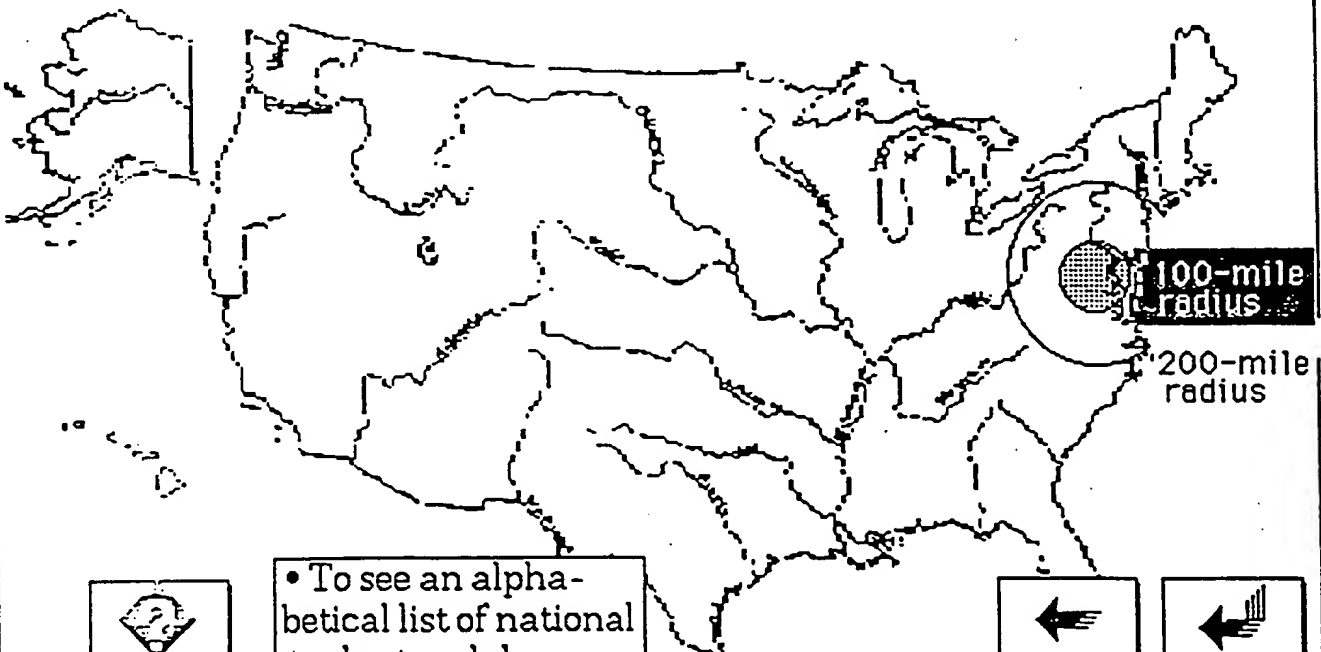 100-mile
radius
200-mile
radius
• To see an alpha-
betical list of national